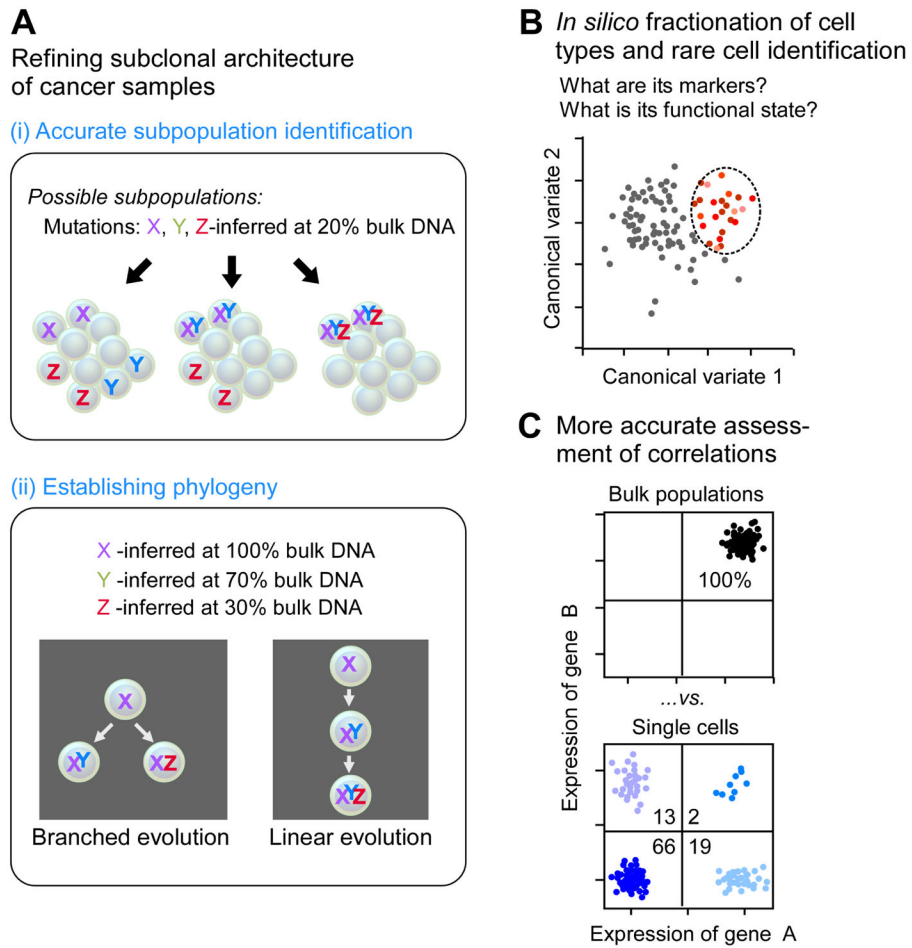 A
Refining subclonal architecture
of cancer samples
(i) Accurate subpopulation identification
Possible subpopulations:
Mutations: X, Y, Z-inferred at 20% bulk DNA
X
X
Z
Z
Y
Y
XY
XY
Z
Z
XYZ
XYZ
(ii) Establishing phylogeny
X -inferred at 100% bulk DNA
Y -inferred at 70% bulk DNA
Z -inferred at 30% bulk DNA
X
XY
XZ
Branched evolution
X
XY
XYZ
Linear evolution
B
In silico fractionation of cell
types and rare cell identification
What are its markers?
What is its functional state?
Canonical variate 2
Canonical variate 1
C
More accurate assess-
ment of correlations
Bulk populations
100%
...vs.
Single cells
13
2
66
19
Expression of gene B
Expression of gene A